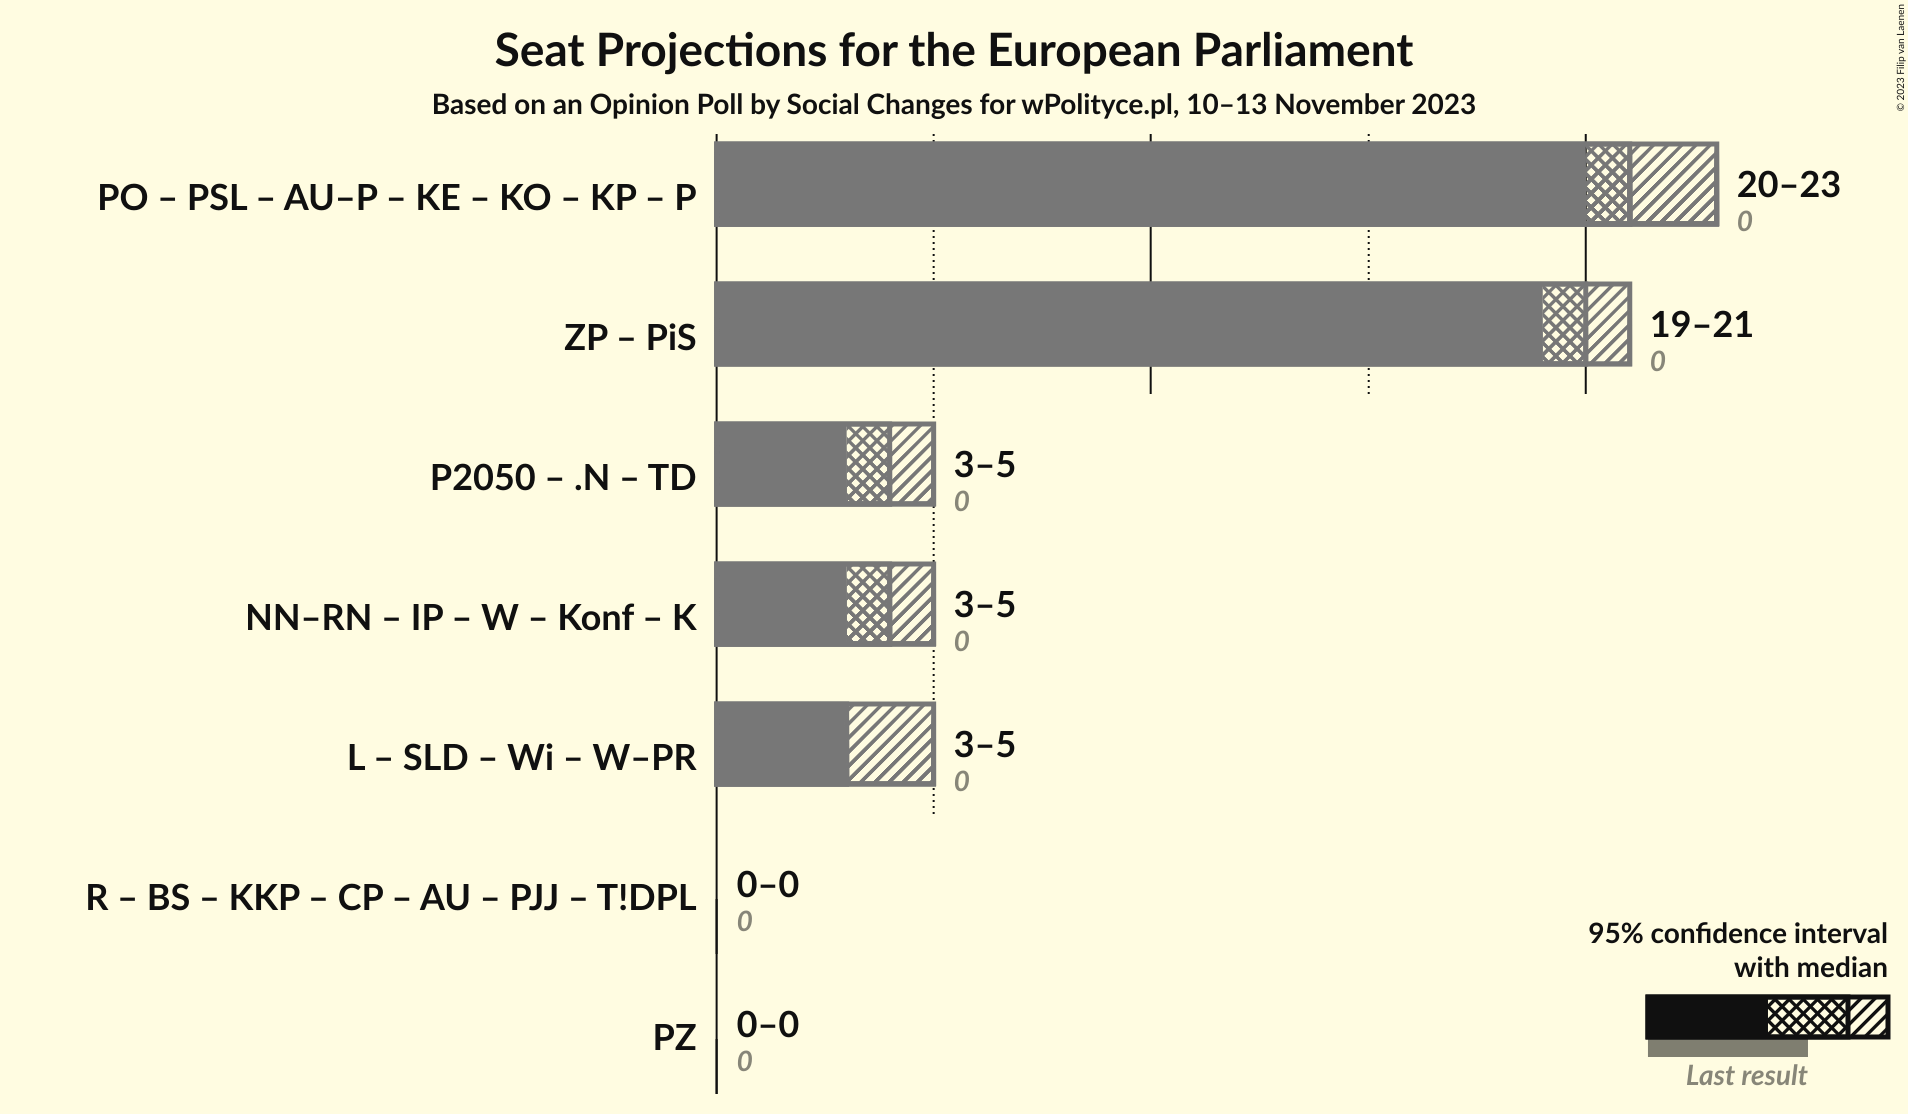 Seat Projections for the European Parliament
Based on an Opinion Poll by Social Changes for wPolityce.pl, 10–13 November 2023
© 2023 Filip van Laenen
PO – PSL – AU–P – KE – KO – KP – P
20–23
0
ZP – PiS
19–21
0
P2050 – .N – TD
3–5
0
NN–RN – IP – W – Konf – K
3–5
0
L – SLD – Wi – W–PR
3–5
0
R – BS – KKP – CP – AU – PJJ – T!DPL
0–0
0
PZ
0–0
0
95% confidence interval
with median
Last result